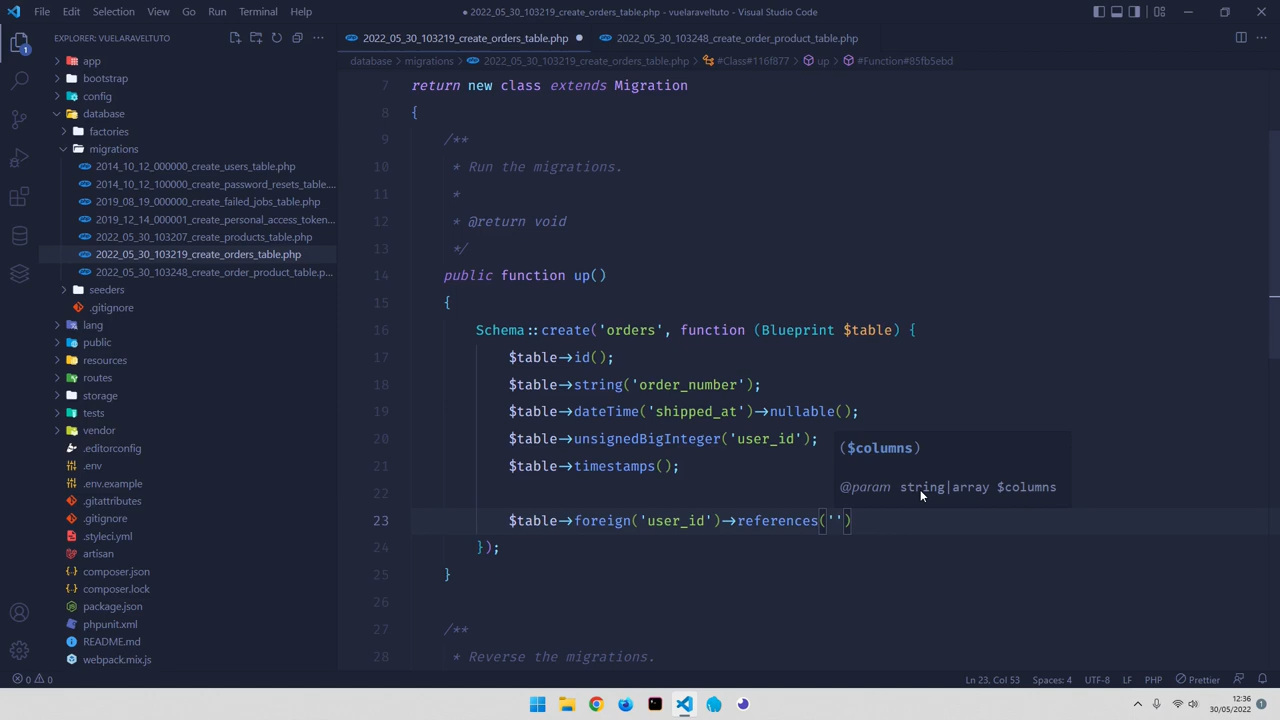 File Edit Selection View Go Run Terminal Help
● 2022_05_30_103219_create_orders_table.php - vuelaraveltuto - Visual Studio Code
EXPLORER: VUELARAVELTUTO
2022_05_30_103219_create_orders_table.php ●
2022_05_30_103248_create_order_product_table.php
database > migrations > 2022_05_30_103219_create_orders_table.php > #Class#116f877 > up > #Function#85fb5ebd
1
app
bootstrap
config
database
factories
migrations
2014_10_12_000000_create_users_table.php
2014_10_12_100000_create_password_resets_table....
2019_08_19_000000_create_failed_jobs_table.php
2019_12_14_000001_create_personal_access_token...
2022_05_30_103207_create_products_table.php
2022_05_30_103219_create_orders_table.php
2022_05_30_103248_create_order_product_table.p...
seeders
.gitignore
lang
public
resources
routes
storage
tests
vendor
.editorconfig
.env
.env.example
.gitattributes
.gitignore
.styleci.yml
artisan
composer.json
composer.lock
package.json
phpunit.xml
README.md
webpack.mix.js
7 return new class extends Migration
8 {
9 /**
10 * Run the migrations.
11 *
12 * @return void
13 */
14 public function up()
15 {
16 Schema::create('orders', function (Blueprint $table) {
17 $table->id();
18 $table->string('order_number');
19 $table->dateTime('shipped_at')->nullable();
20 $table->unsignedBigInteger('user_id');
21 $table->timestamps();
22
23 $table->foreign('user_id')->references('')
24 });
25 }
26
27 /**
28 * Reverse the migrations.
($columns)
@param string|array $columns
0 0
Ln 23, Col 53 Spaces: 4 UTF-8 LF PHP Prettier
12:36
30/05/2022